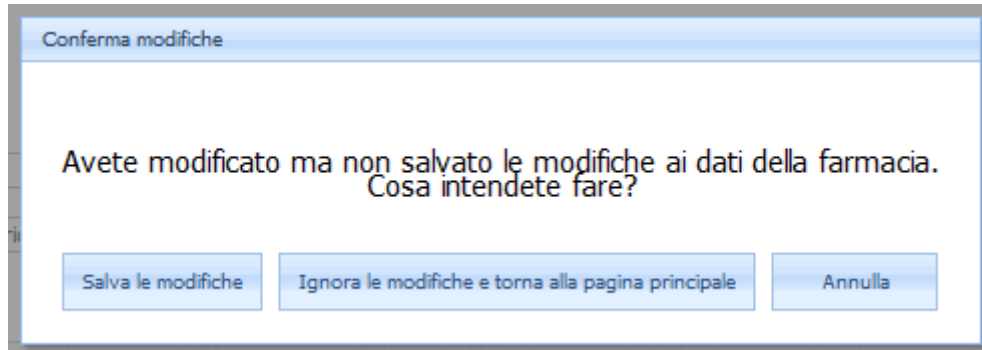 Conferma modifiche
Avete modificato ma non salvato le modifiche ai dati della farmacia.
Cosa intendete fare?
Salva le modifiche
Ignora le modifiche e torna alla pagina principale
Annulla